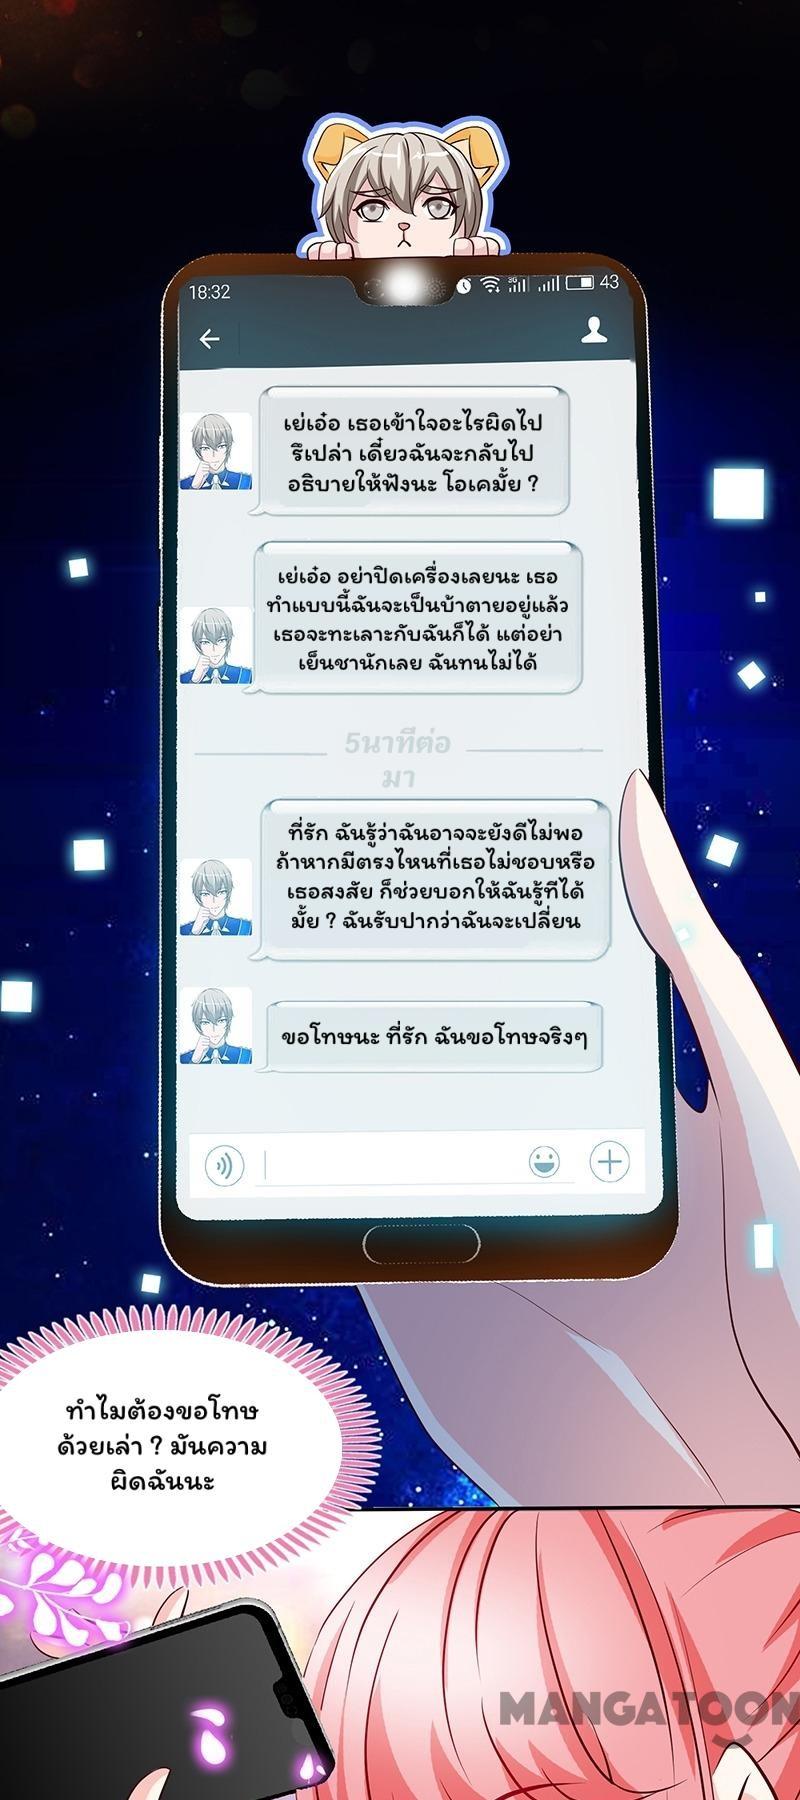 18:32
3G
43
เย่เอ๋อ เธอเข้าใจอะไรผิดไป
รึเปล่า เดี๋ยวฉันจะกลับไป
อธิบายให้ฟังนะ โอเคมั้ย ?
เย่เอ๋อ อย่าปิดเครื่องเลยนะ เธอ
ทำแบบนี้ฉันจะเป็นบ้าตายอยู่แล้ว
เธอจะทะเลาะกับฉันก็ได้ แต่อย่า
เย็นชานักเลย ฉันทนไม่ได้
5นาทีต่อ
มา
ที่รัก ฉันรู้ว่าฉันอาจจะยังดีไม่พอ
ถ้าหากมีตรงไหนที่เธอไม่ชอบหรือ
เธอสงสัย ก็ช่วยบอกให้ฉันรู้ทีได้
มั้ย ? ฉันรับปากว่าฉันจะเปลี่ยน
ขอโทษนะ ที่รัก ฉันขอโทษจริงๆ
ทำไมต้องขอโทษ
ด้วยเล่า ? มันความ
ผิดฉันนะ
MANGATOON